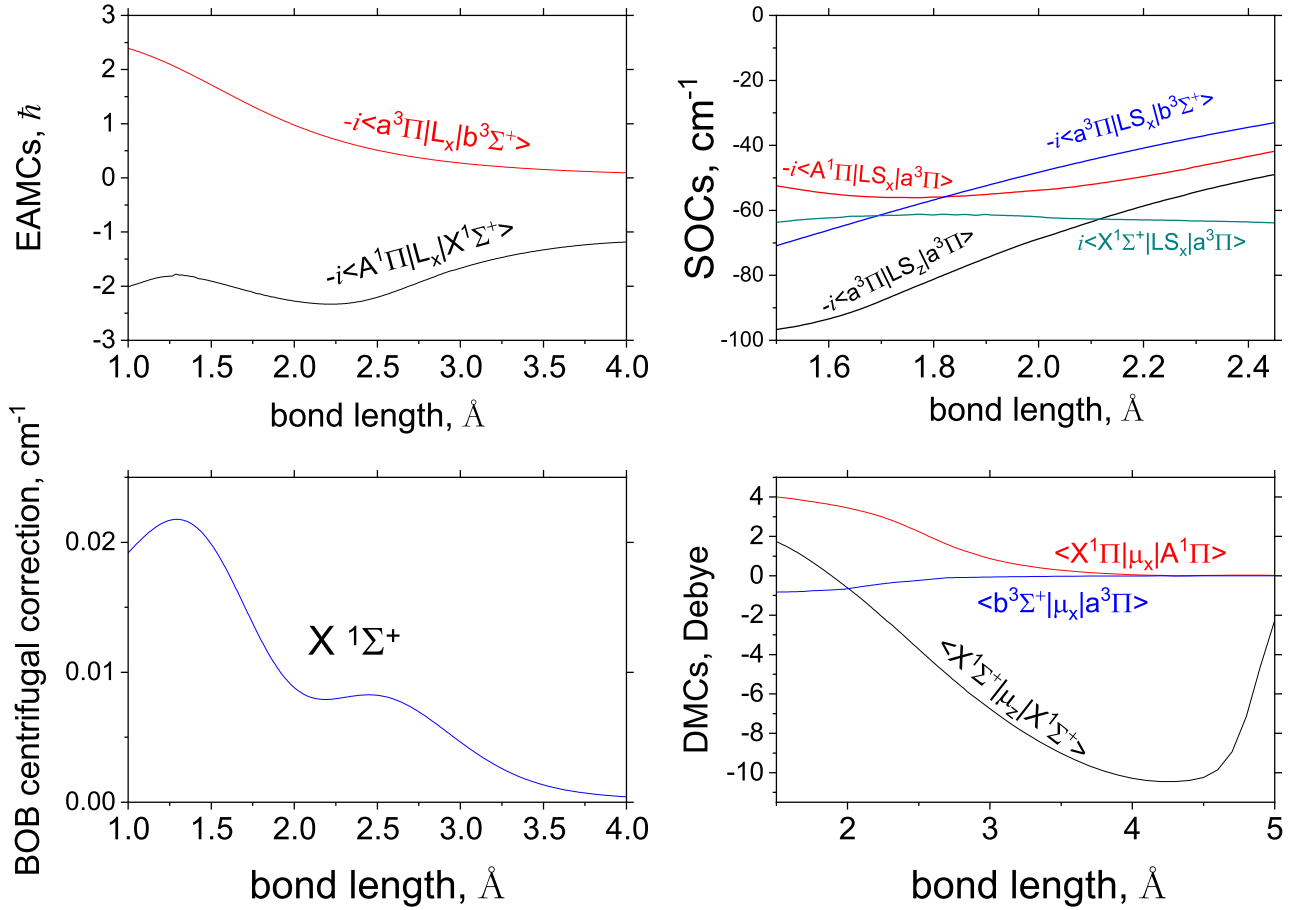 EAMCs, ħ
3
2
1
0
-1
-2
-3
-i<a³Π|Lₓ|b³Σ⁺>
-i<A¹Π|Lₓ|X¹Σ⁺>
1.0 1.5 2.0 2.5 3.0 3.5 4.0
bond length, Å
SOCs, cm⁻¹
0
-20
-40
-60
-80
-100
-i<a³Π|LSₓ|b³Σ⁺>
-i<A¹Π|LSₓ|a³Π>
i<X¹Σ⁺|LSₓ|a³Π>
-i<a³Π|LS_z|a³Π>
1.6 1.8 2.0 2.2 2.4
bond length, Å
BOB centrifugal correction, cm⁻¹
0.02
0.01
0.00
X ¹Σ⁺
1.0 1.5 2.0 2.5 3.0 3.5 4.0
bond length, Å
DMCs, Debye
4
2
0
-2
-4
-6
-8
-10
<X¹Π|μₓ|A¹Π>
<b³Σ⁺|μₓ|a³Π>
<X¹Σ⁺|μ_z|X¹Σ⁺>
2 3 4 5
bond length, Å